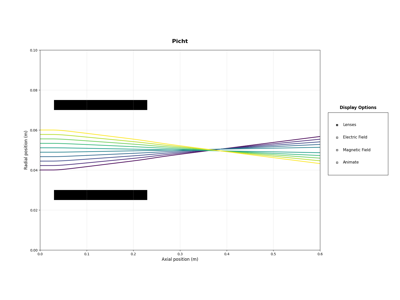 Picht
0.10
0.08
0.06
0.04
0.02
0.00
0.0
0.1
0.2
0.3
0.4
0.5
0.6
Radial position (m)
Axial position (m)
Display Options
Lenses
Electric Field
Magnetic Field
Animate